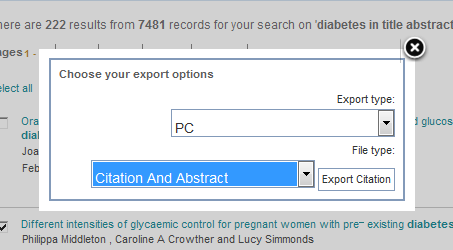 here are 222 results from 7481 records for your search on 'diabetes in title abstract
ages 1 -
elect all
Choose your export options
Export type:
PC
File type:
Citation And Abstract
Export Citation
Ora
d glucos
diab
Joa
Feb
Different intensities of glycaemic control for pregnant women with pre- existing diabetes
Philippa Middleton , Caroline A Crowther and Lucy Simmonds